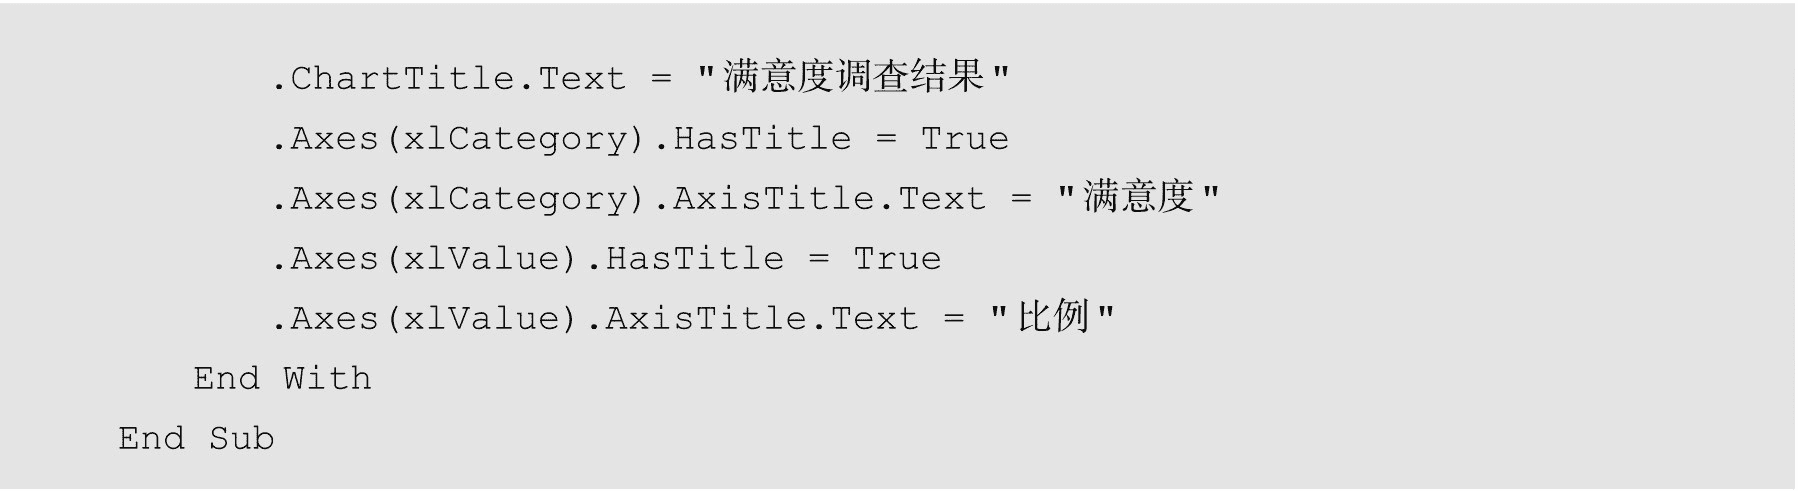 .ChartTitle.Text = "满意度调查结果"
.Axes(xlCategory).HasTitle = True
.Axes(xlCategory).AxisTitle.Text = "满意度"
.Axes(xlValue).HasTitle = True
.Axes(xlValue).AxisTitle.Text = "比例"
End With
End Sub